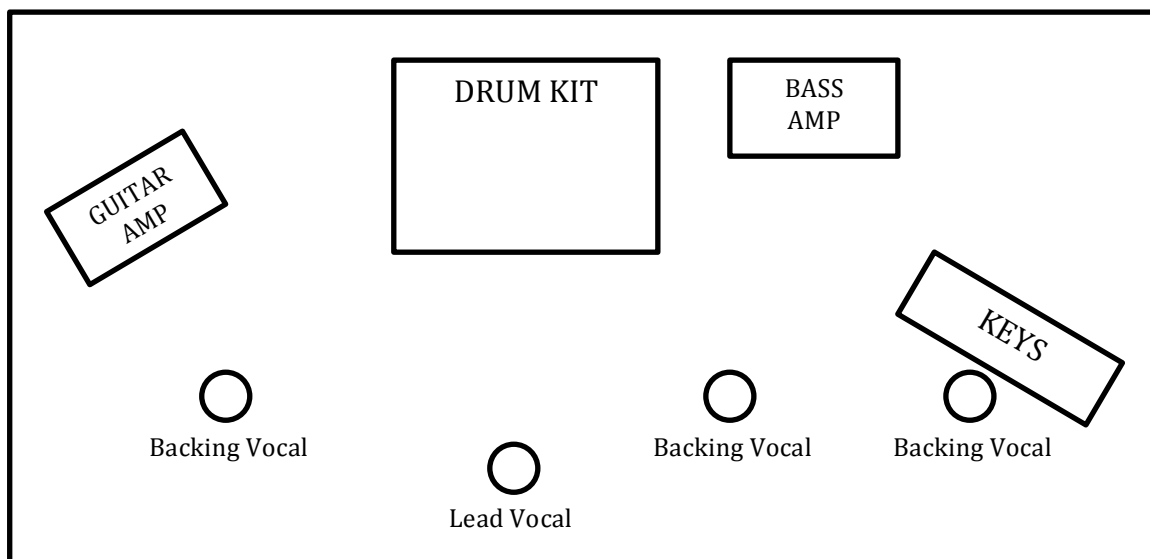 DRUM KIT
BASS
AMP
GUITAR
AMP
KEYS
Backing Vocal
Backing Vocal
Backing Vocal
Lead Vocal